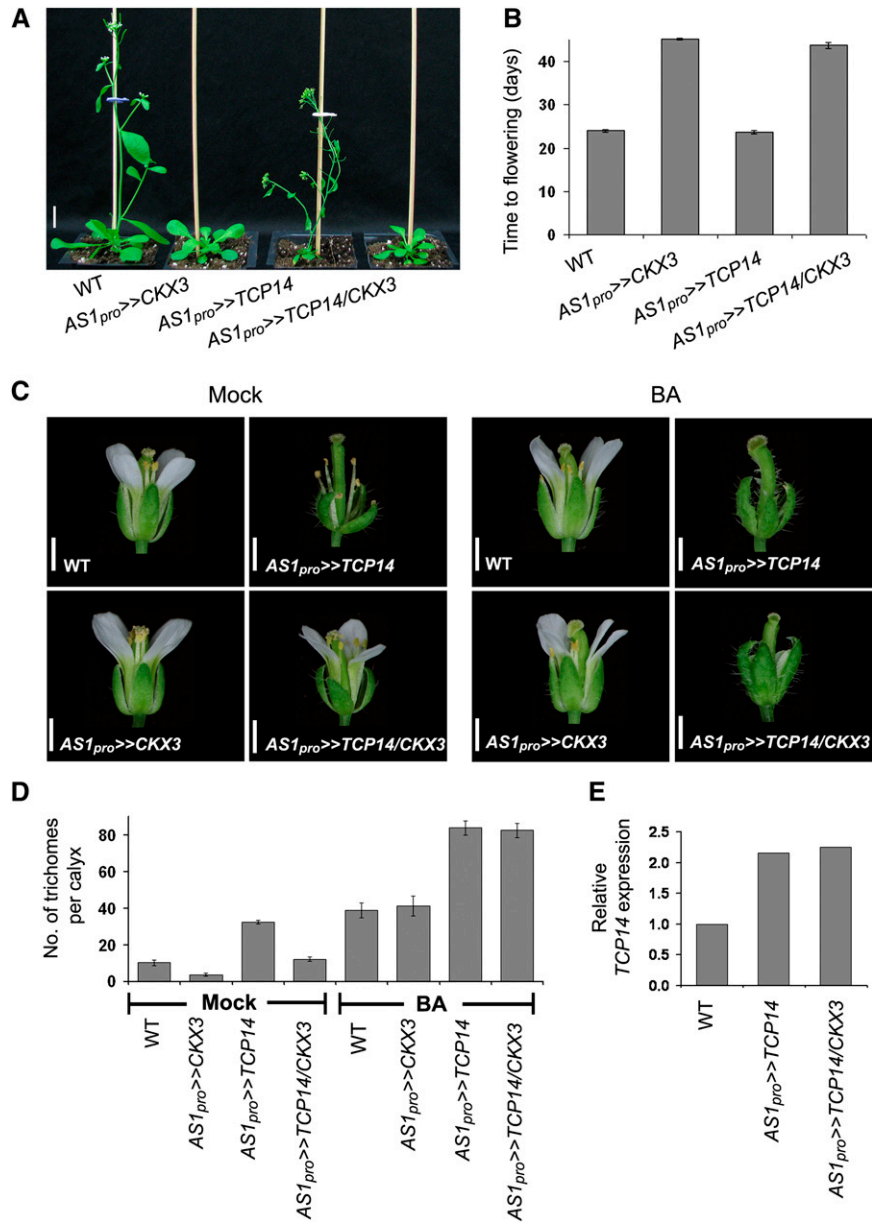 A
WT
AS1pro>>CKX3
AS1pro>>TCP14
AS1pro>>TCP14/CKX3
B
Time to flowering (days)
40
20
0
WT
AS1pro>>CKX3
AS1pro>>TCP14
AS1pro>>TCP14/CKX3
C
Mock
BA
WT
AS1pro>>TCP14
WT
AS1pro>>TCP14
AS1pro>>CKX3
AS1pro>>TCP14/CKX3
AS1pro>>CKX3
AS1pro>>TCP14/CKX3
D
No. of trichomes
per calyx
80
60
40
20
0
Mock
BA
WT
AS1pro>>CKX3
AS1pro>>TCP14
AS1pro>>TCP14/CKX3
WT
AS1pro>>CKX3
AS1pro>>TCP14
AS1pro>>TCP14/CKX3
E
Relative
TCP14 expression
2.5
2.0
1.5
1.0
0.5
0.0
WT
AS1pro>>TCP14
AS1pro>>TCP14/CKX3